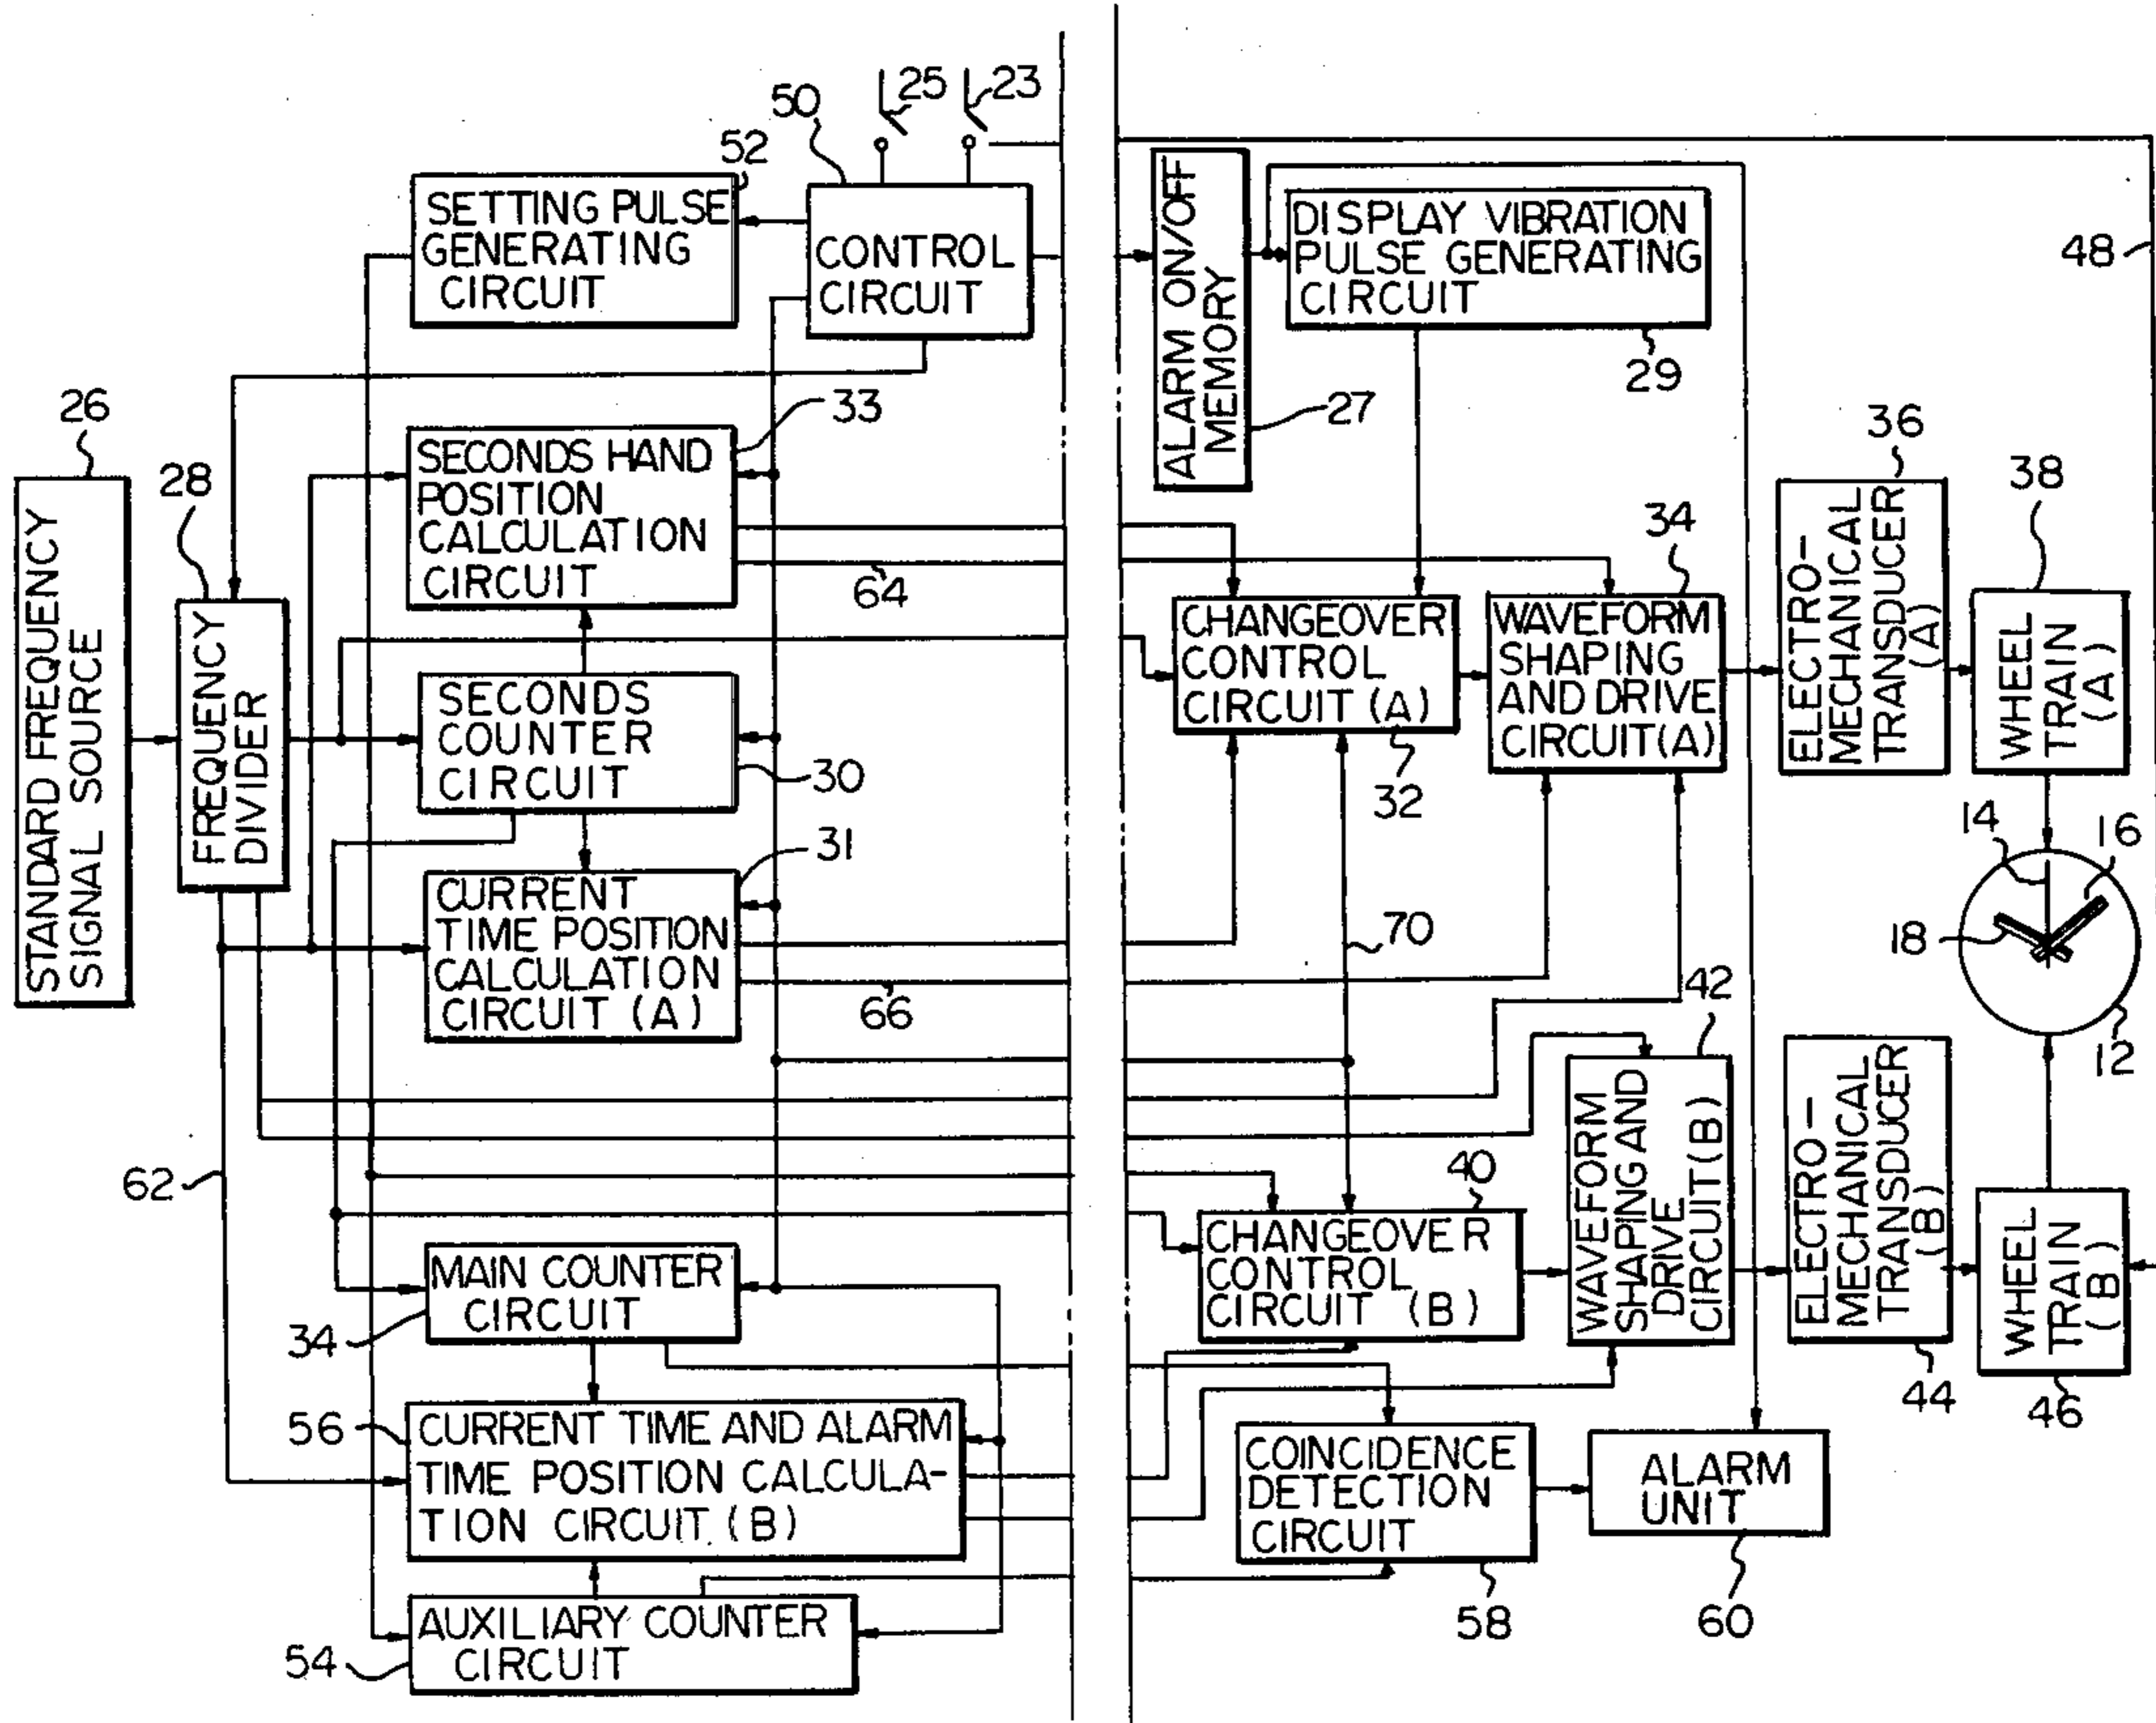 25
23
50
52
SETTING PULSE
GENERATING
CIRCUIT
CONTROL
CIRCUIT
ALARM ON/OFF
MEMORY
27
DISPLAY VIBRATION
PULSE GENERATING
CIRCUIT
29
48
26
STANDARD FREQUENCY
SIGNAL SOURCE
28
FREQUENCY
DIVIDER
33
SECONDS HAND
POSITION
CALCULATION
CIRCUIT
64
SECONDS
COUNTER
CIRCUIT
30
31
CURRENT
TIME POSITION
CALCULATION
CIRCUIT (A)
66
CHANGEOVER
CONTROL
CIRCUIT (A)
32
34
WAVEFORM
SHAPING
AND DRIVE
CIRCUIT(A)
36
ELECTRO-
MECHANICAL
TRANSDUCER
(A)
38
WHEEL
TRAIN
(A)
14
16
18
12
70
42
WAVEFORM
SHAPING AND
DRIVE
CIRCUIT(B)
ELECTRO-
MECHANICAL
TRANSDUCER
(B)
44
WHEEL
TRAIN
(B)
46
62
40
CHANGEOVER
CONTROL
CIRCUIT (B)
MAIN COUNTER
CIRCUIT
34
56
CURRENT TIME AND ALARM
TIME POSITION CALCULA-
TION CIRCUIT (B)
COINCIDENCE
DETECTION
CIRCUIT
58
ALARM
UNIT
60
AUXILIARY COUNTER
CIRCUIT
54